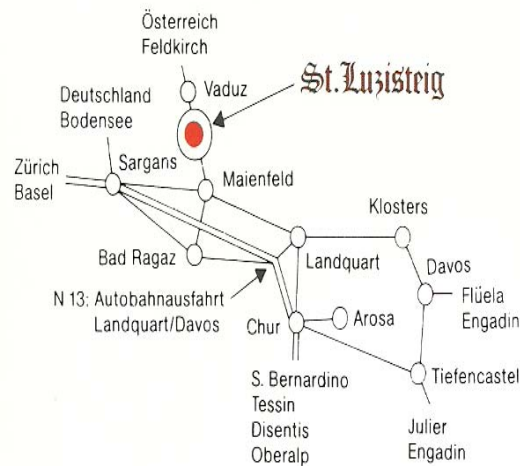 Österreich
Feldkirch
Vaduz
St. Luzisteig
Deutschland
Bodensee
Zürich
Basel
Sargans
Maienfeld
Klosters
Bad Ragaz
Landquart
Davos
N 13: Autobahnausfahrt
Landquart/Davos
Flüela
Engadin
Chur
Arosa
Tiefencastel
S. Bernardino
Tessin
Disentis
Oberalp
Julier
Engadin